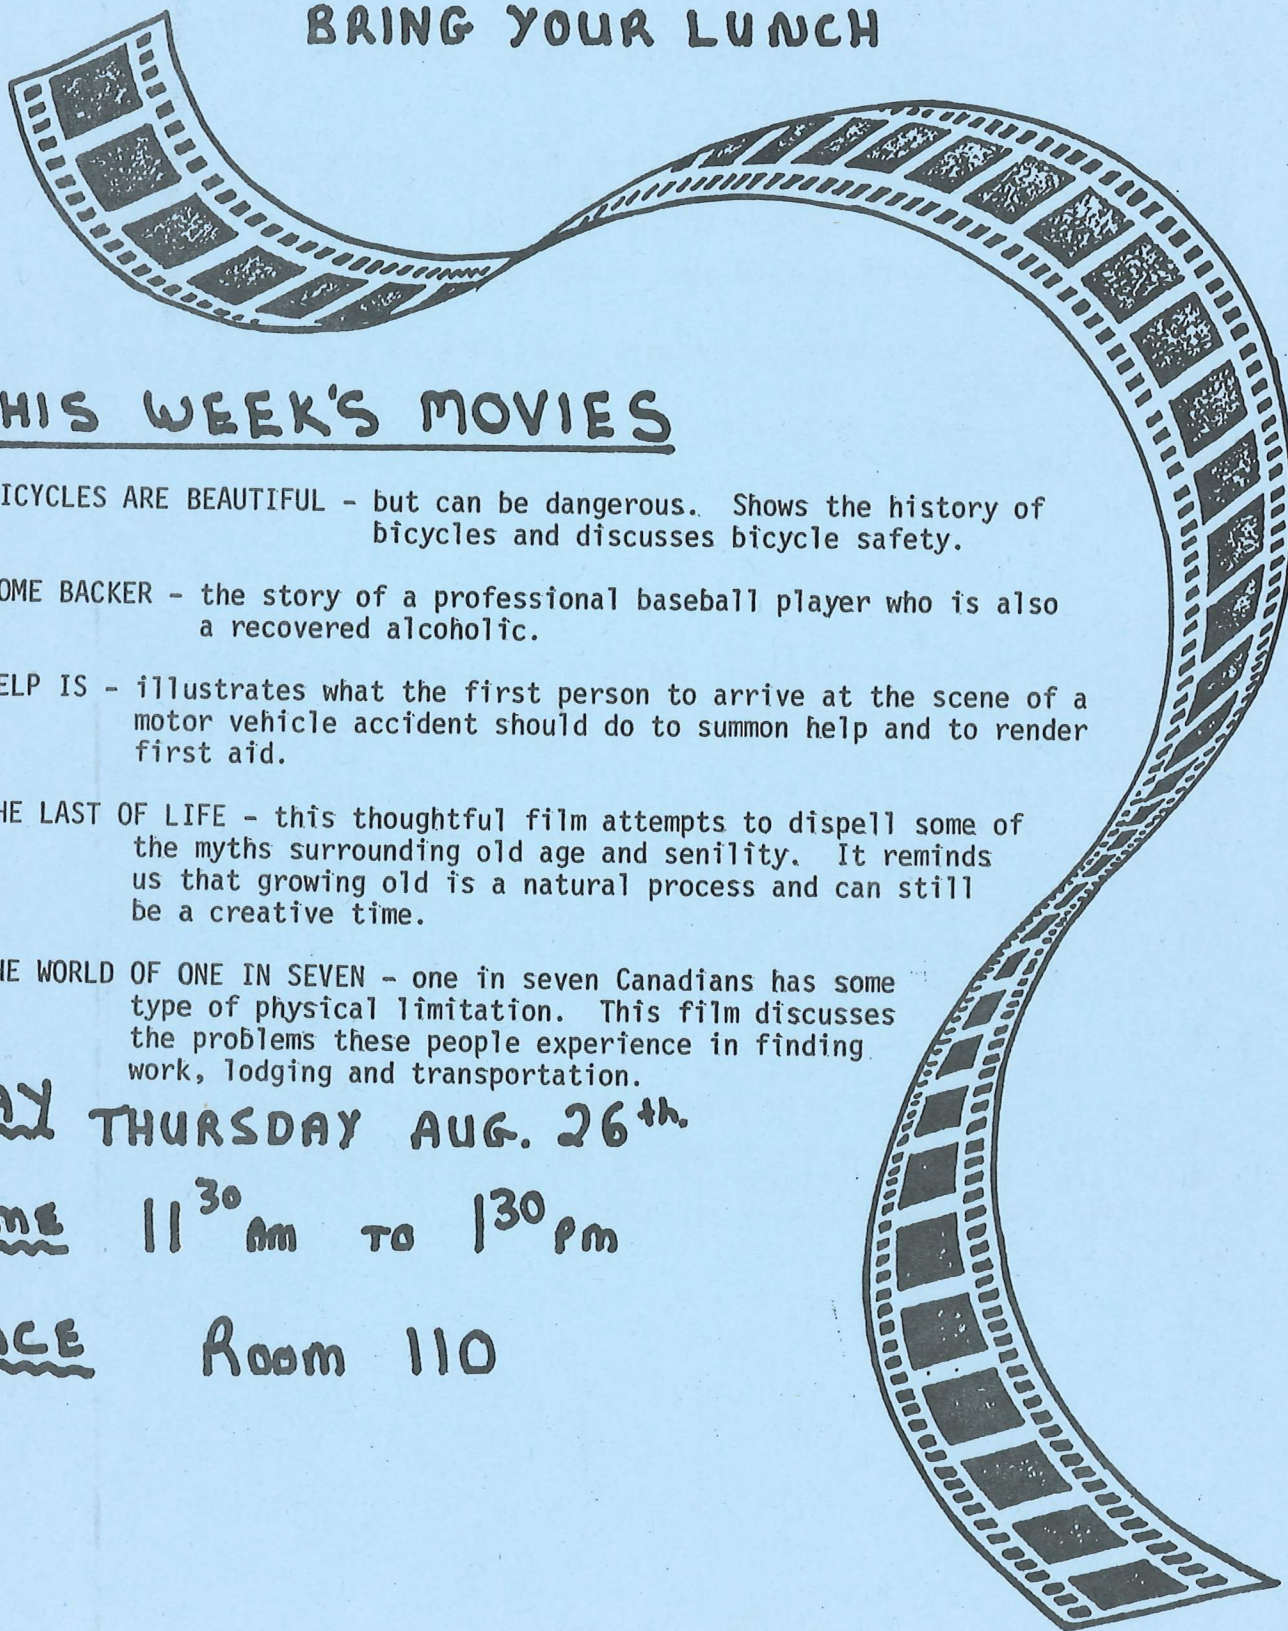 BRING YOUR LUNCH
HIS WEEK'S MOVIES
ICYCLES ARE BEAUTIFUL - but can be dangerous. Shows the history of
bicycles and discusses bicycle safety.
OME BACKER - the story of a professional baseball player who is also
a recovered alcoholic.
ELP IS - illustrates what the first person to arrive at the scene of a
motor vehicle accident should do to summon help and to render
first aid.
HE LAST OF LIFE - this thoughtful film attempts to dispell some of
the myths surrounding old age and senility. It reminds
us that growing old is a natural process and can still
be a creative time.
HE WORLD OF ONE IN SEVEN - one in seven Canadians has some
type of physical limitation. This film discusses
the problems these people experience in finding
work, lodging and transportation.
AY THURSDAY AUG. 26th.
ME 11 30 Am TO 1 30 pm
ACE Room 110